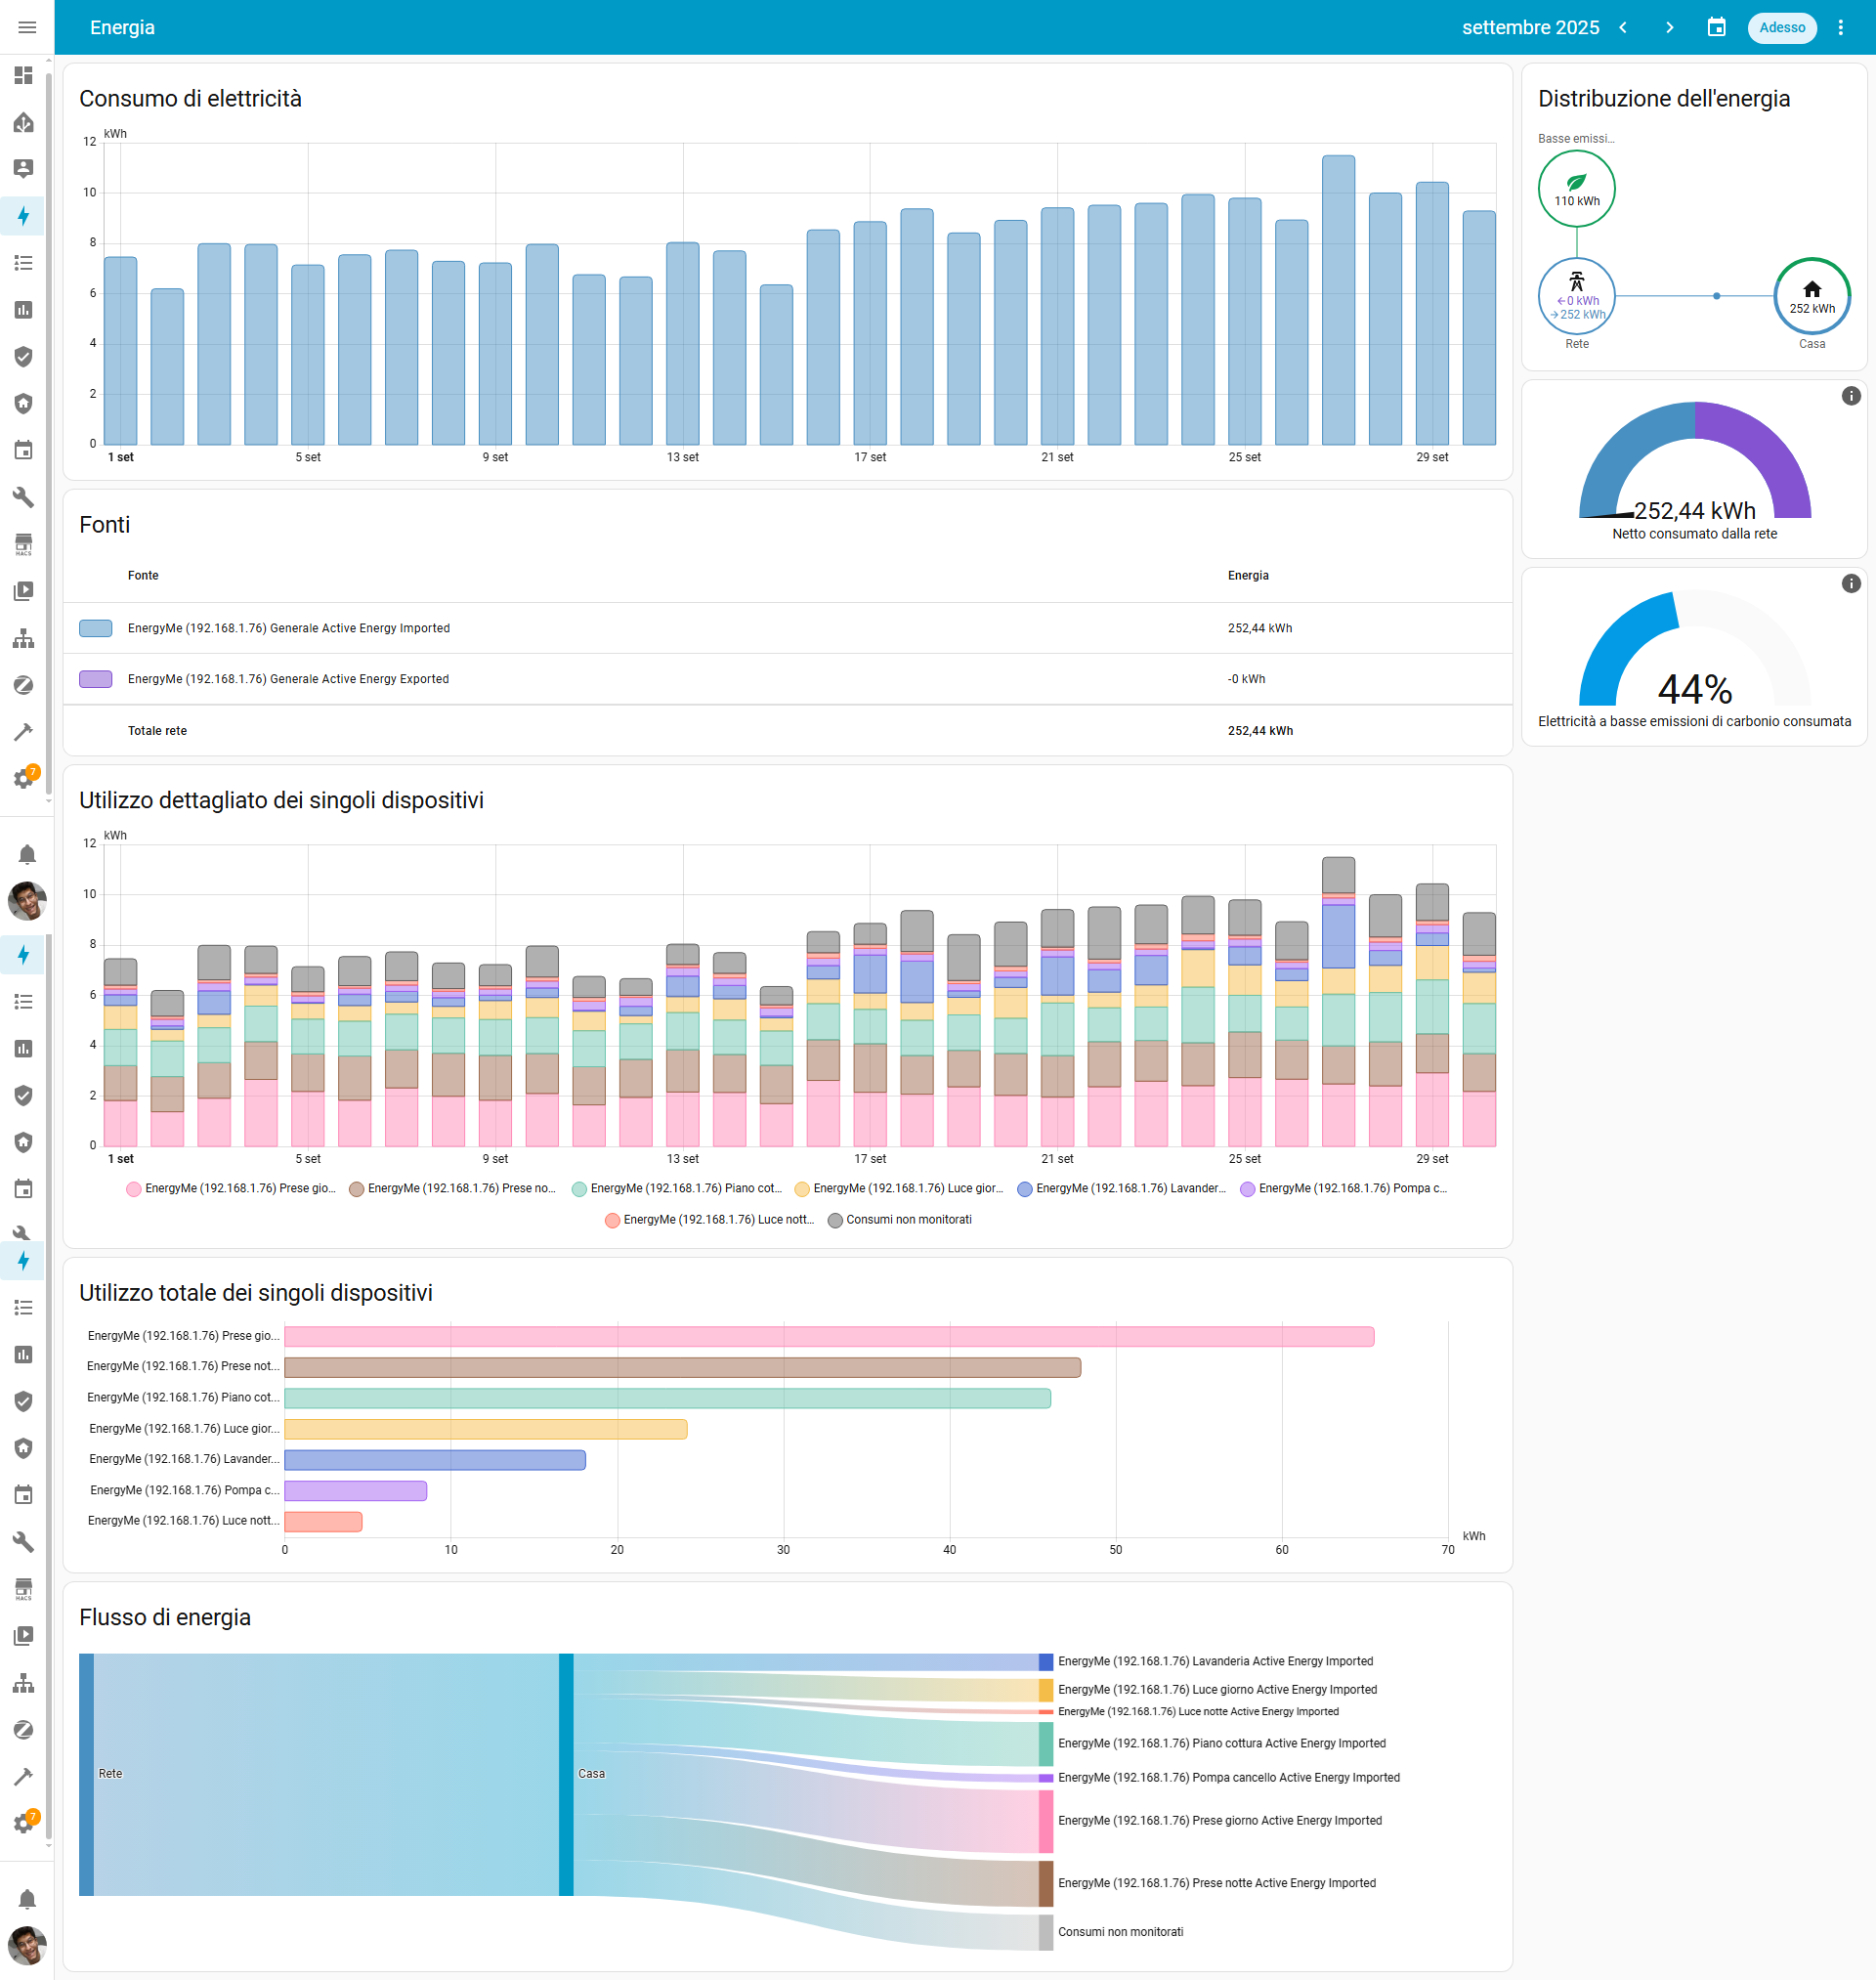 Energia
settembre 2025
Adesso
Consumo di elettricità
kWh
12
10
8
6
4
2
0
1 set
5 set
9 set
13 set
17 set
21 set
25 set
29 set
Distribuzione dell'energia
Basse emissi...
110 kWh
←0 kWh
→252 kWh
Rete
252 kWh
Casa
252,44 kWh
Netto consumato dalla rete
44%
Elettricità a basse emissioni di carbonio consumata
Fonti
Fonte
Energia
EnergyMe (192.168.1.76) Generale Active Energy Imported
252,44 kWh
EnergyMe (192.168.1.76) Generale Active Energy Exported
-0 kWh
Totale rete
252,44 kWh
HACS
7
Utilizzo dettagliato dei singoli dispositivi
kWh
12
10
8
6
4
2
0
1 set
5 set
9 set
13 set
17 set
21 set
25 set
29 set
EnergyMe (192.168.1.76) Prese gio...
EnergyMe (192.168.1.76) Prese no...
EnergyMe (192.168.1.76) Piano cot...
EnergyMe (192.168.1.76) Luce gior...
EnergyMe (192.168.1.76) Lavander...
EnergyMe (192.168.1.76) Pompa c...
EnergyMe (192.168.1.76) Luce nott...
Consumi non monitorati
Utilizzo totale dei singoli dispositivi
EnergyMe (192.168.1.76) Prese gio...
EnergyMe (192.168.1.76) Prese not...
EnergyMe (192.168.1.76) Piano cot...
EnergyMe (192.168.1.76) Luce gior...
EnergyMe (192.168.1.76) Lavander...
EnergyMe (192.168.1.76) Pompa c...
EnergyMe (192.168.1.76) Luce nott...
0
10
20
30
40
50
60
70
kWh
HACS
7
Flusso di energia
Rete
Casa
EnergyMe (192.168.1.76) Lavanderia Active Energy Imported
EnergyMe (192.168.1.76) Luce giorno Active Energy Imported
EnergyMe (192.168.1.76) Luce notte Active Energy Imported
EnergyMe (192.168.1.76) Piano cottura Active Energy Imported
EnergyMe (192.168.1.76) Pompa cancello Active Energy Imported
EnergyMe (192.168.1.76) Prese giorno Active Energy Imported
EnergyMe (192.168.1.76) Prese notte Active Energy Imported
Consumi non monitorati